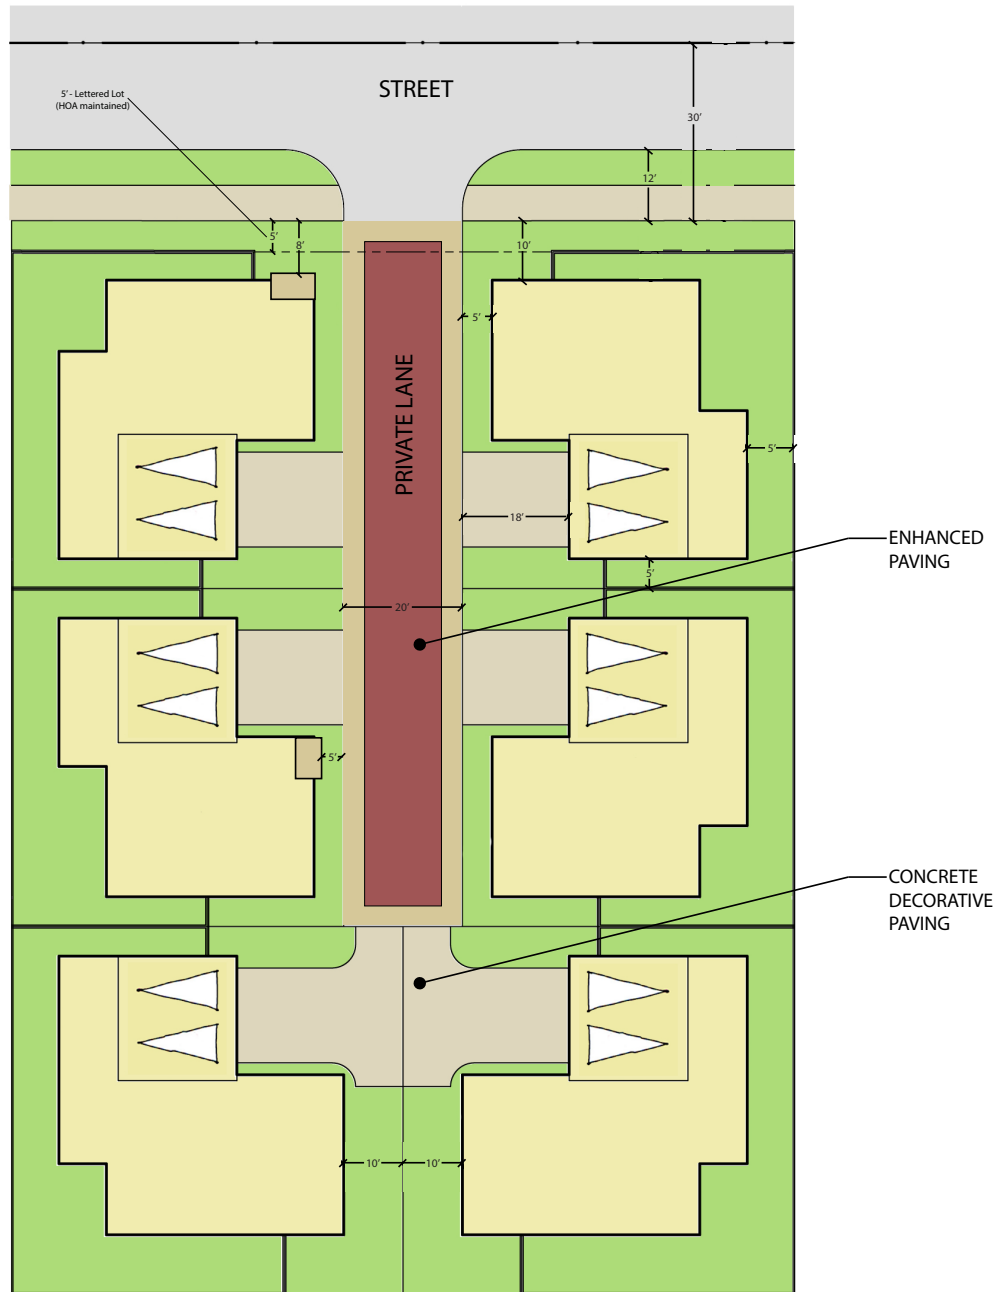 STREET
5' - Lettered Lot
(HOA maintained)
30'
12'
5'
8'
10'
5'
PRIVATE LANE
5'
18'
ENHANCED
PAVING
5'
20'
5'
CONCRETE
DECORATIVE
PAVING
10'
10'